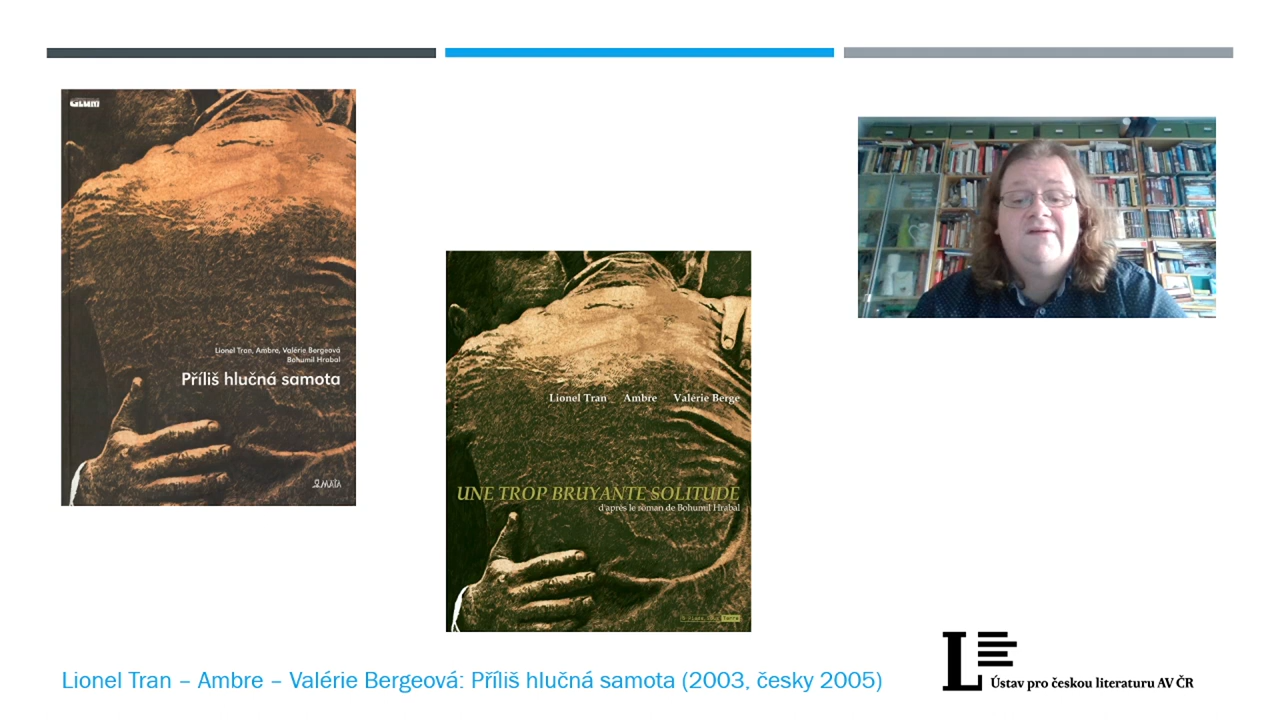 Lionel Tran, Ambre, Valérie Bergeová
Bohumil Hrabal
Příliš hlučná samota
Lionel Tran Ambre Valérie Berge
UNE TROP BRUYANTE SOLITUDE
d'après le roman de Bohumil Hrabal
Lionel Tran – Ambre – Valérie Bergeová: Příliš hlučná samota (2003, česky 2005)
Ústav pro českou literaturu AV ČR